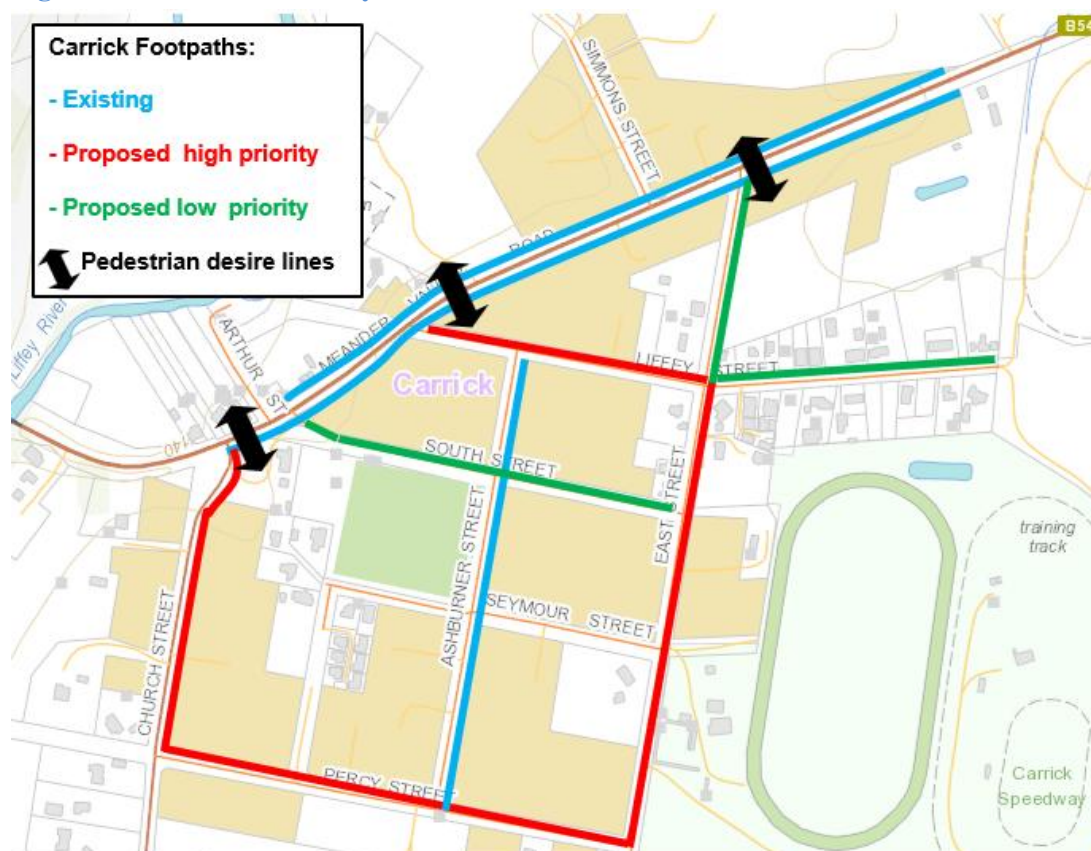 Carrick Footpaths:
- Existing
- Proposed high priority
- Proposed low priority
Pedestrian desire lines
B54
SIMMONS STREET
ROAD
MEANDER
Liffey River
ARTHUR ST
140
Carrick
LIFFEY STREET
SOUTH STREET
EAST STREET
ASHBURNER STREET
SEYMOUR STREET
CHURCH STREET
PERCY STREET
training
track
Carrick
Speedway